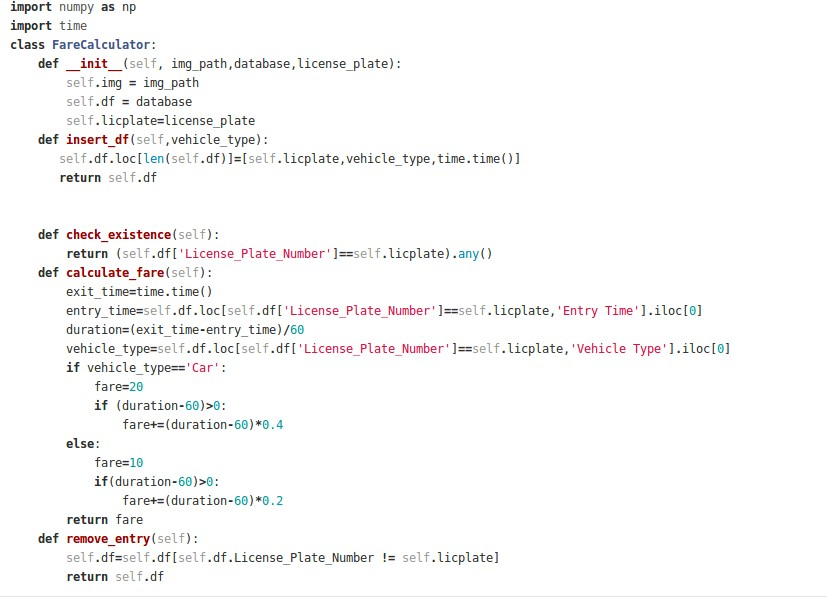 import numpy as np
import time
class FareCalculator:
    def __init__(self, img_path,database,license_plate):
        self.img = img_path
        self.df = database
        self.licplate=license_plate
    def insert_df(self,vehicle_type):
       self.df.loc[len(self.df)]=[self.licplate,vehicle_type,time.time()]
       return self.df
    def check_existence(self):
        return (self.df['License_Plate_Number']==self.licplate).any()
    def calculate_fare(self):
        exit_time=time.time()
        entry_time=self.df.loc[self.df['License_Plate_Number']==self.licplate,'Entry Time'].iloc[0]
        duration=(exit_time-entry_time)/60
        vehicle_type=self.df.loc[self.df['License_Plate_Number']==self.licplate,'Vehicle Type'].iloc[0]
        if vehicle_type=='Car':
            fare=20
            if (duration-60)>0:
                fare+=(duration-60)*0.4
        else:
            fare=10
            if(duration-60)>0:
                fare+=(duration-60)*0.2
        return fare
    def remove_entry(self):
        self.df=self.df[self.df.License_Plate_Number != self.licplate]
        return self.df